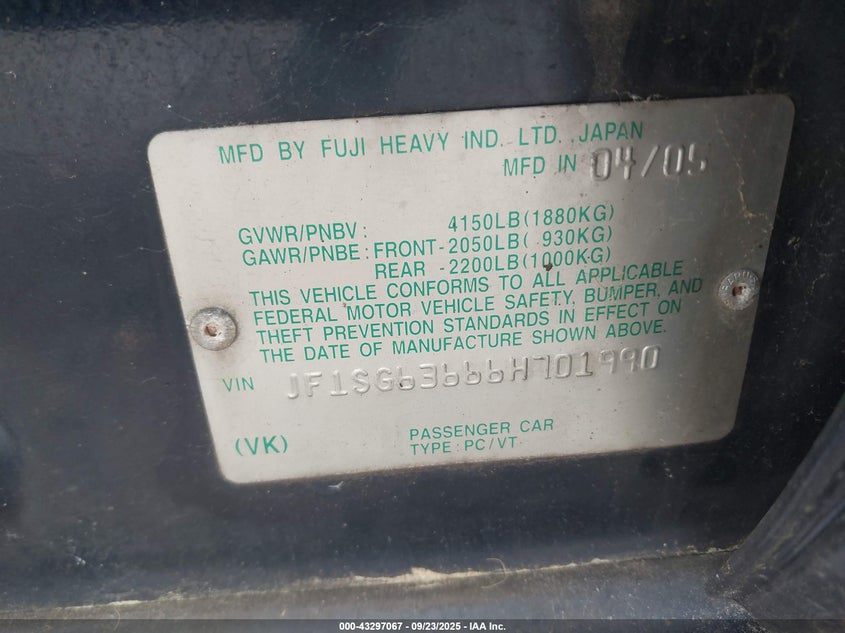 MFD BY FUJI HEAVY IND. LTD. JAPAN
MFD IN 04/05
GVWR/PNBV: 4150LB(1880KG)
GAWR/PNBE: FRONT-2050LB( 930KG)
REAR -2200LB(1000KG)
THIS VEHICLE CONFORMS TO ALL APPLICABLE
FEDERAL MOTOR VEHICLE SAFETY, BUMPER, AND
THEFT PREVENTION STANDARDS IN EFFECT ON
THE DATE OF MANUFACTURE SHOWN ABOVE.
VIN JF1SG63666H701990
(VK)
PASSENGER CAR
TYPE:PC/VT
000-43297067 - 09/23/2025 - IAA Inc.